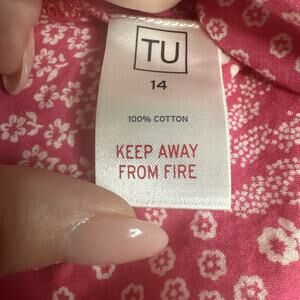 TU
14
100% COTTON
KEEP AWAY
FROM FIRE